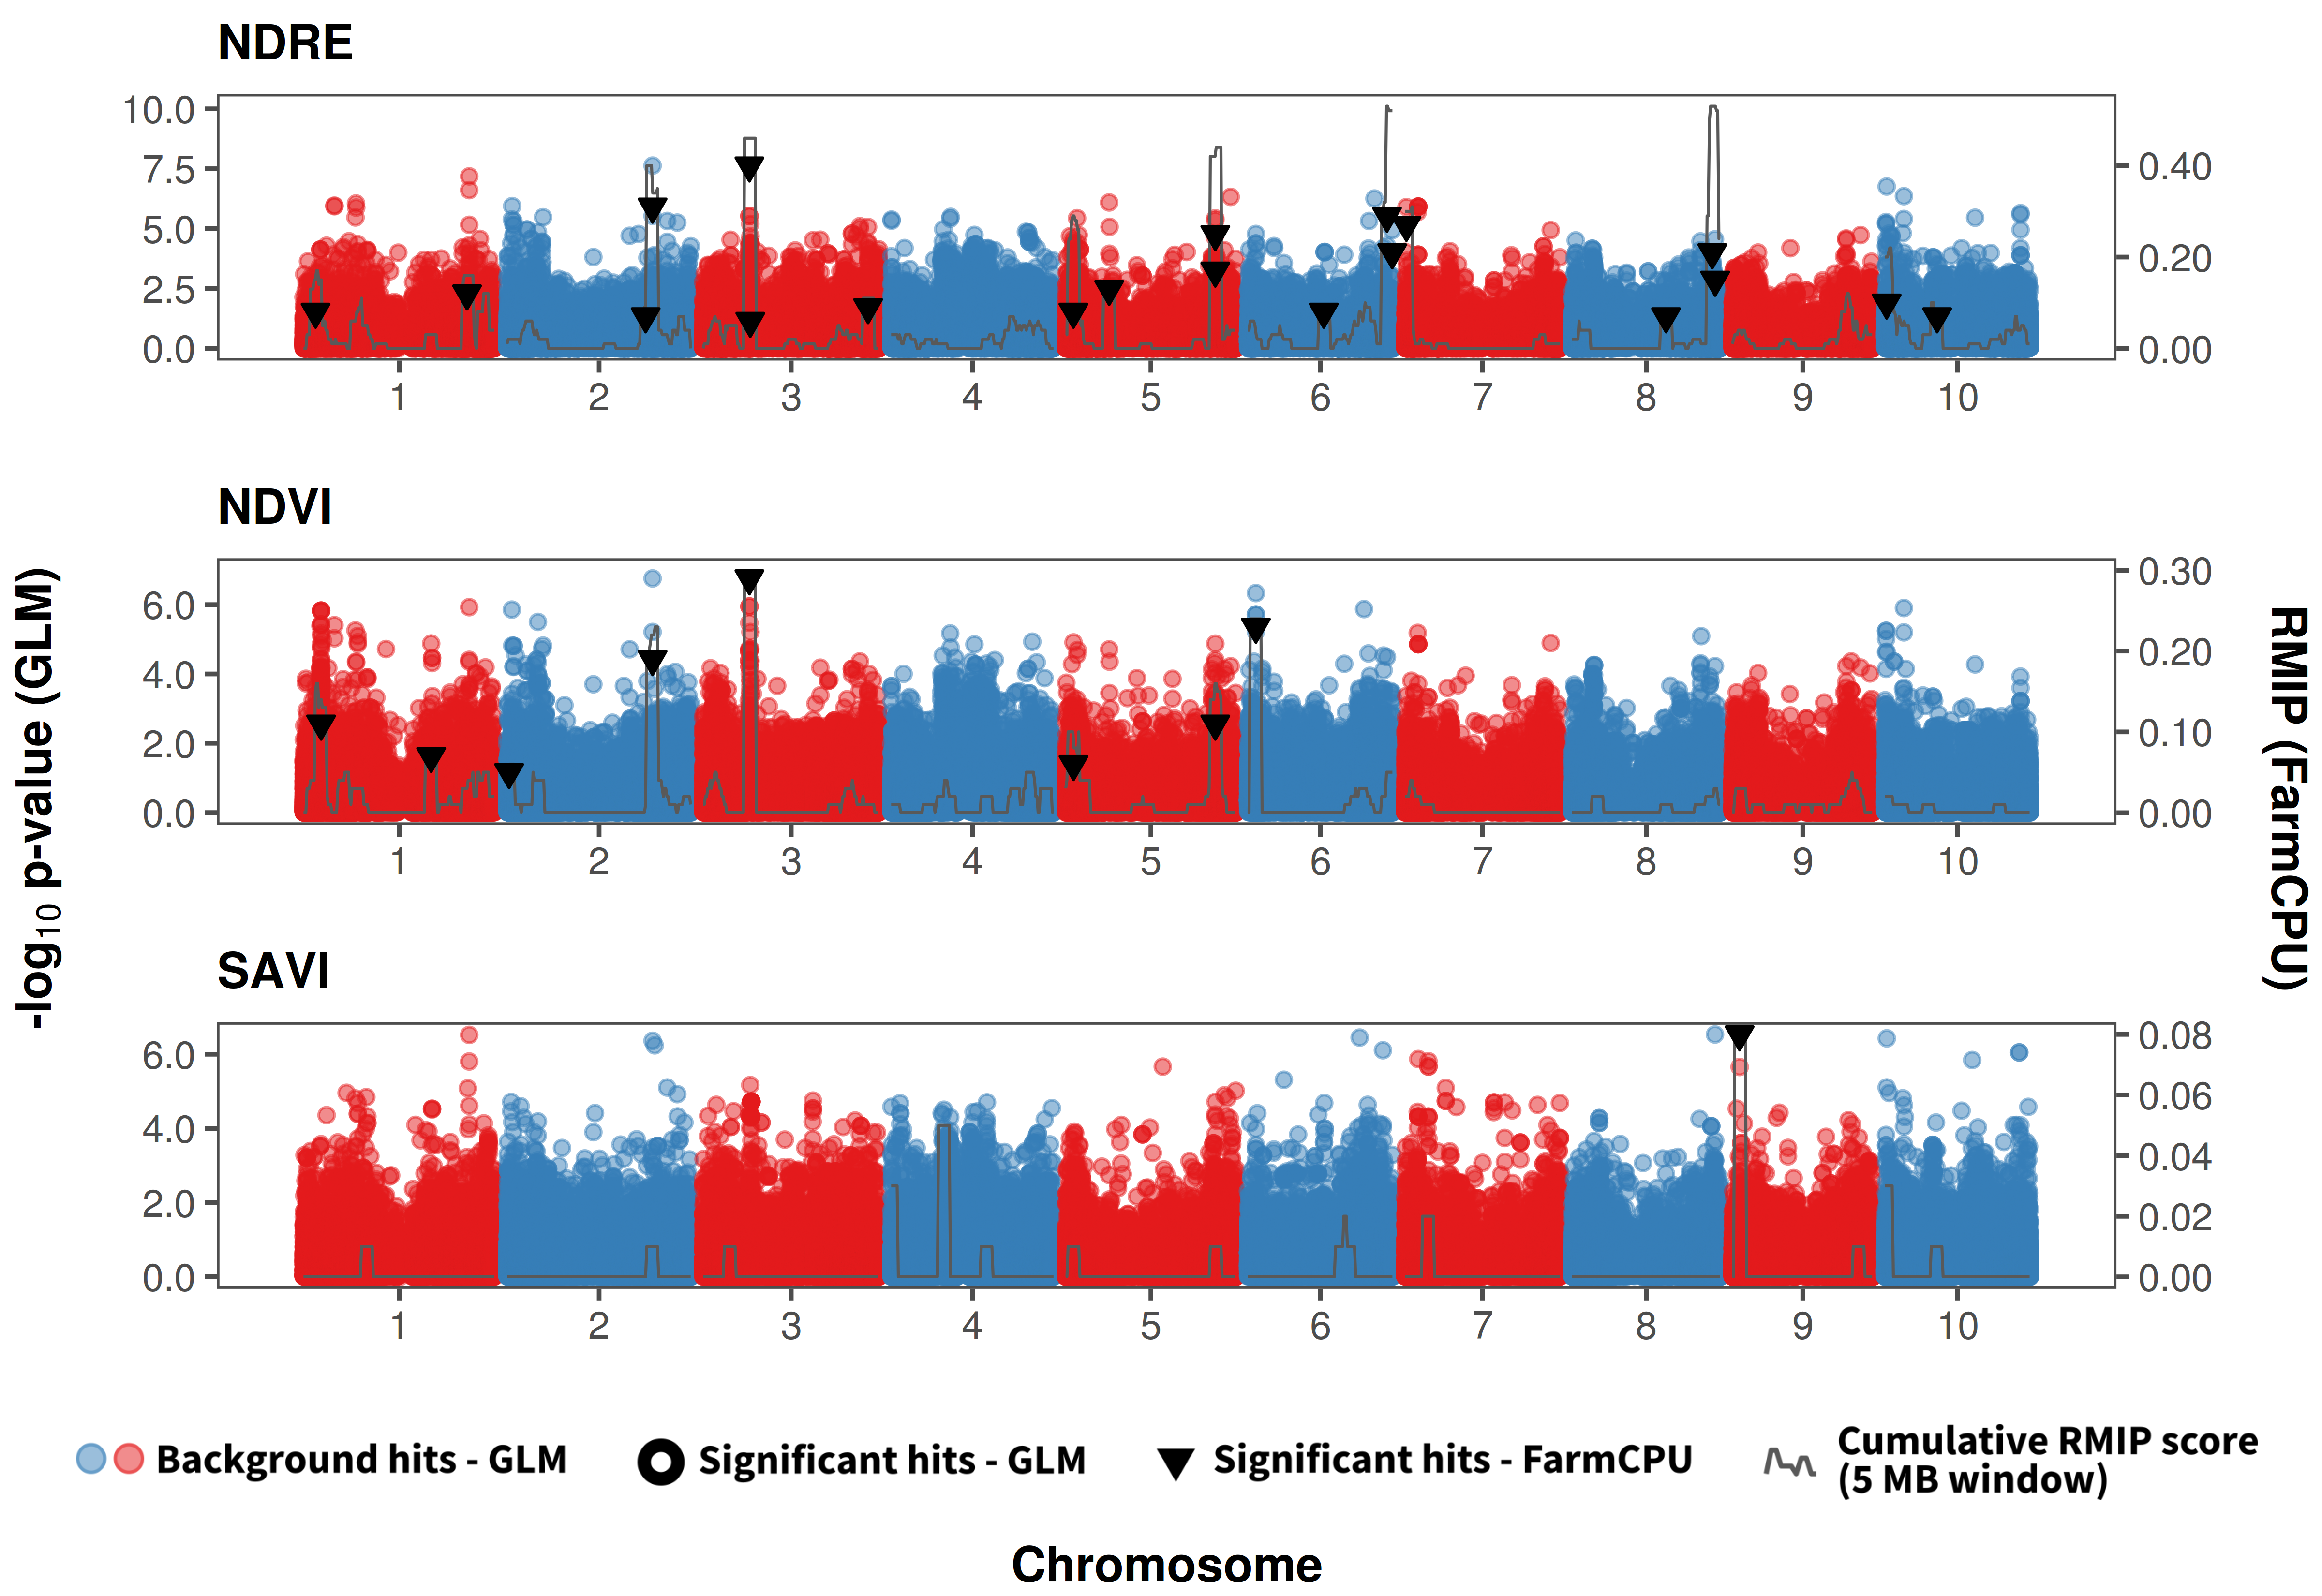 NDRE
10.0
7.5
5.0
2.5
0.0
0.40
0.20
0.00
1 2 3 4 5 6 7 8 9 10
NDVI
6.0
4.0
2.0
0.0
0.30
0.20
0.10
0.00
1 2 3 4 5 6 7 8 9 10
-log10 p-value (GLM)
RMIP (FarmCPU)
SAVI
6.0
4.0
2.0
0.0
0.08
0.06
0.04
0.02
0.00
1 2 3 4 5 6 7 8 9 10
Background hits - GLM
Significant hits - GLM
Significant hits - FarmCPU
Cumulative RMIP score
(5 MB window)
Chromosome